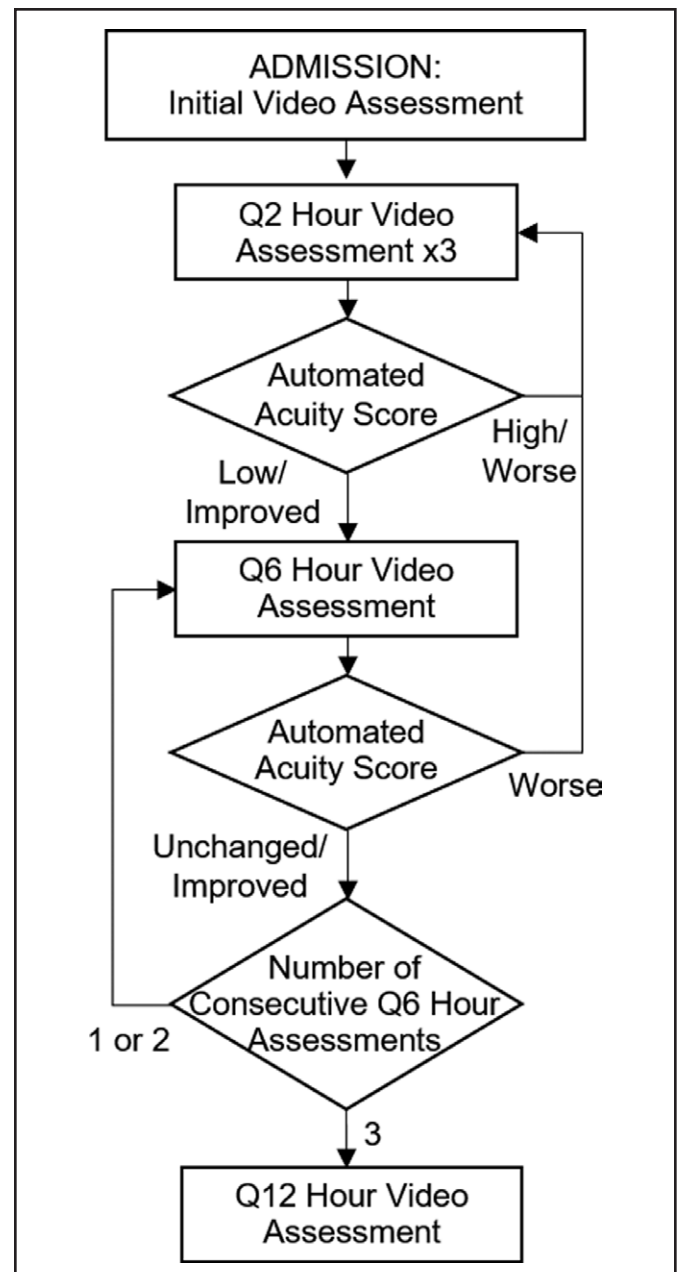 ADMISSION:
Initial Video Assessment
Q2 Hour Video
Assessment x3
Automated
Acuity Score
High/
Worse
Low/
Improved
Q6 Hour Video
Assessment
Automated
Acuity Score
Worse
Unchanged/
Improved
Number of
Consecutive Q6 Hour
Assessments
1 or 2
3
Q12 Hour Video
Assessment